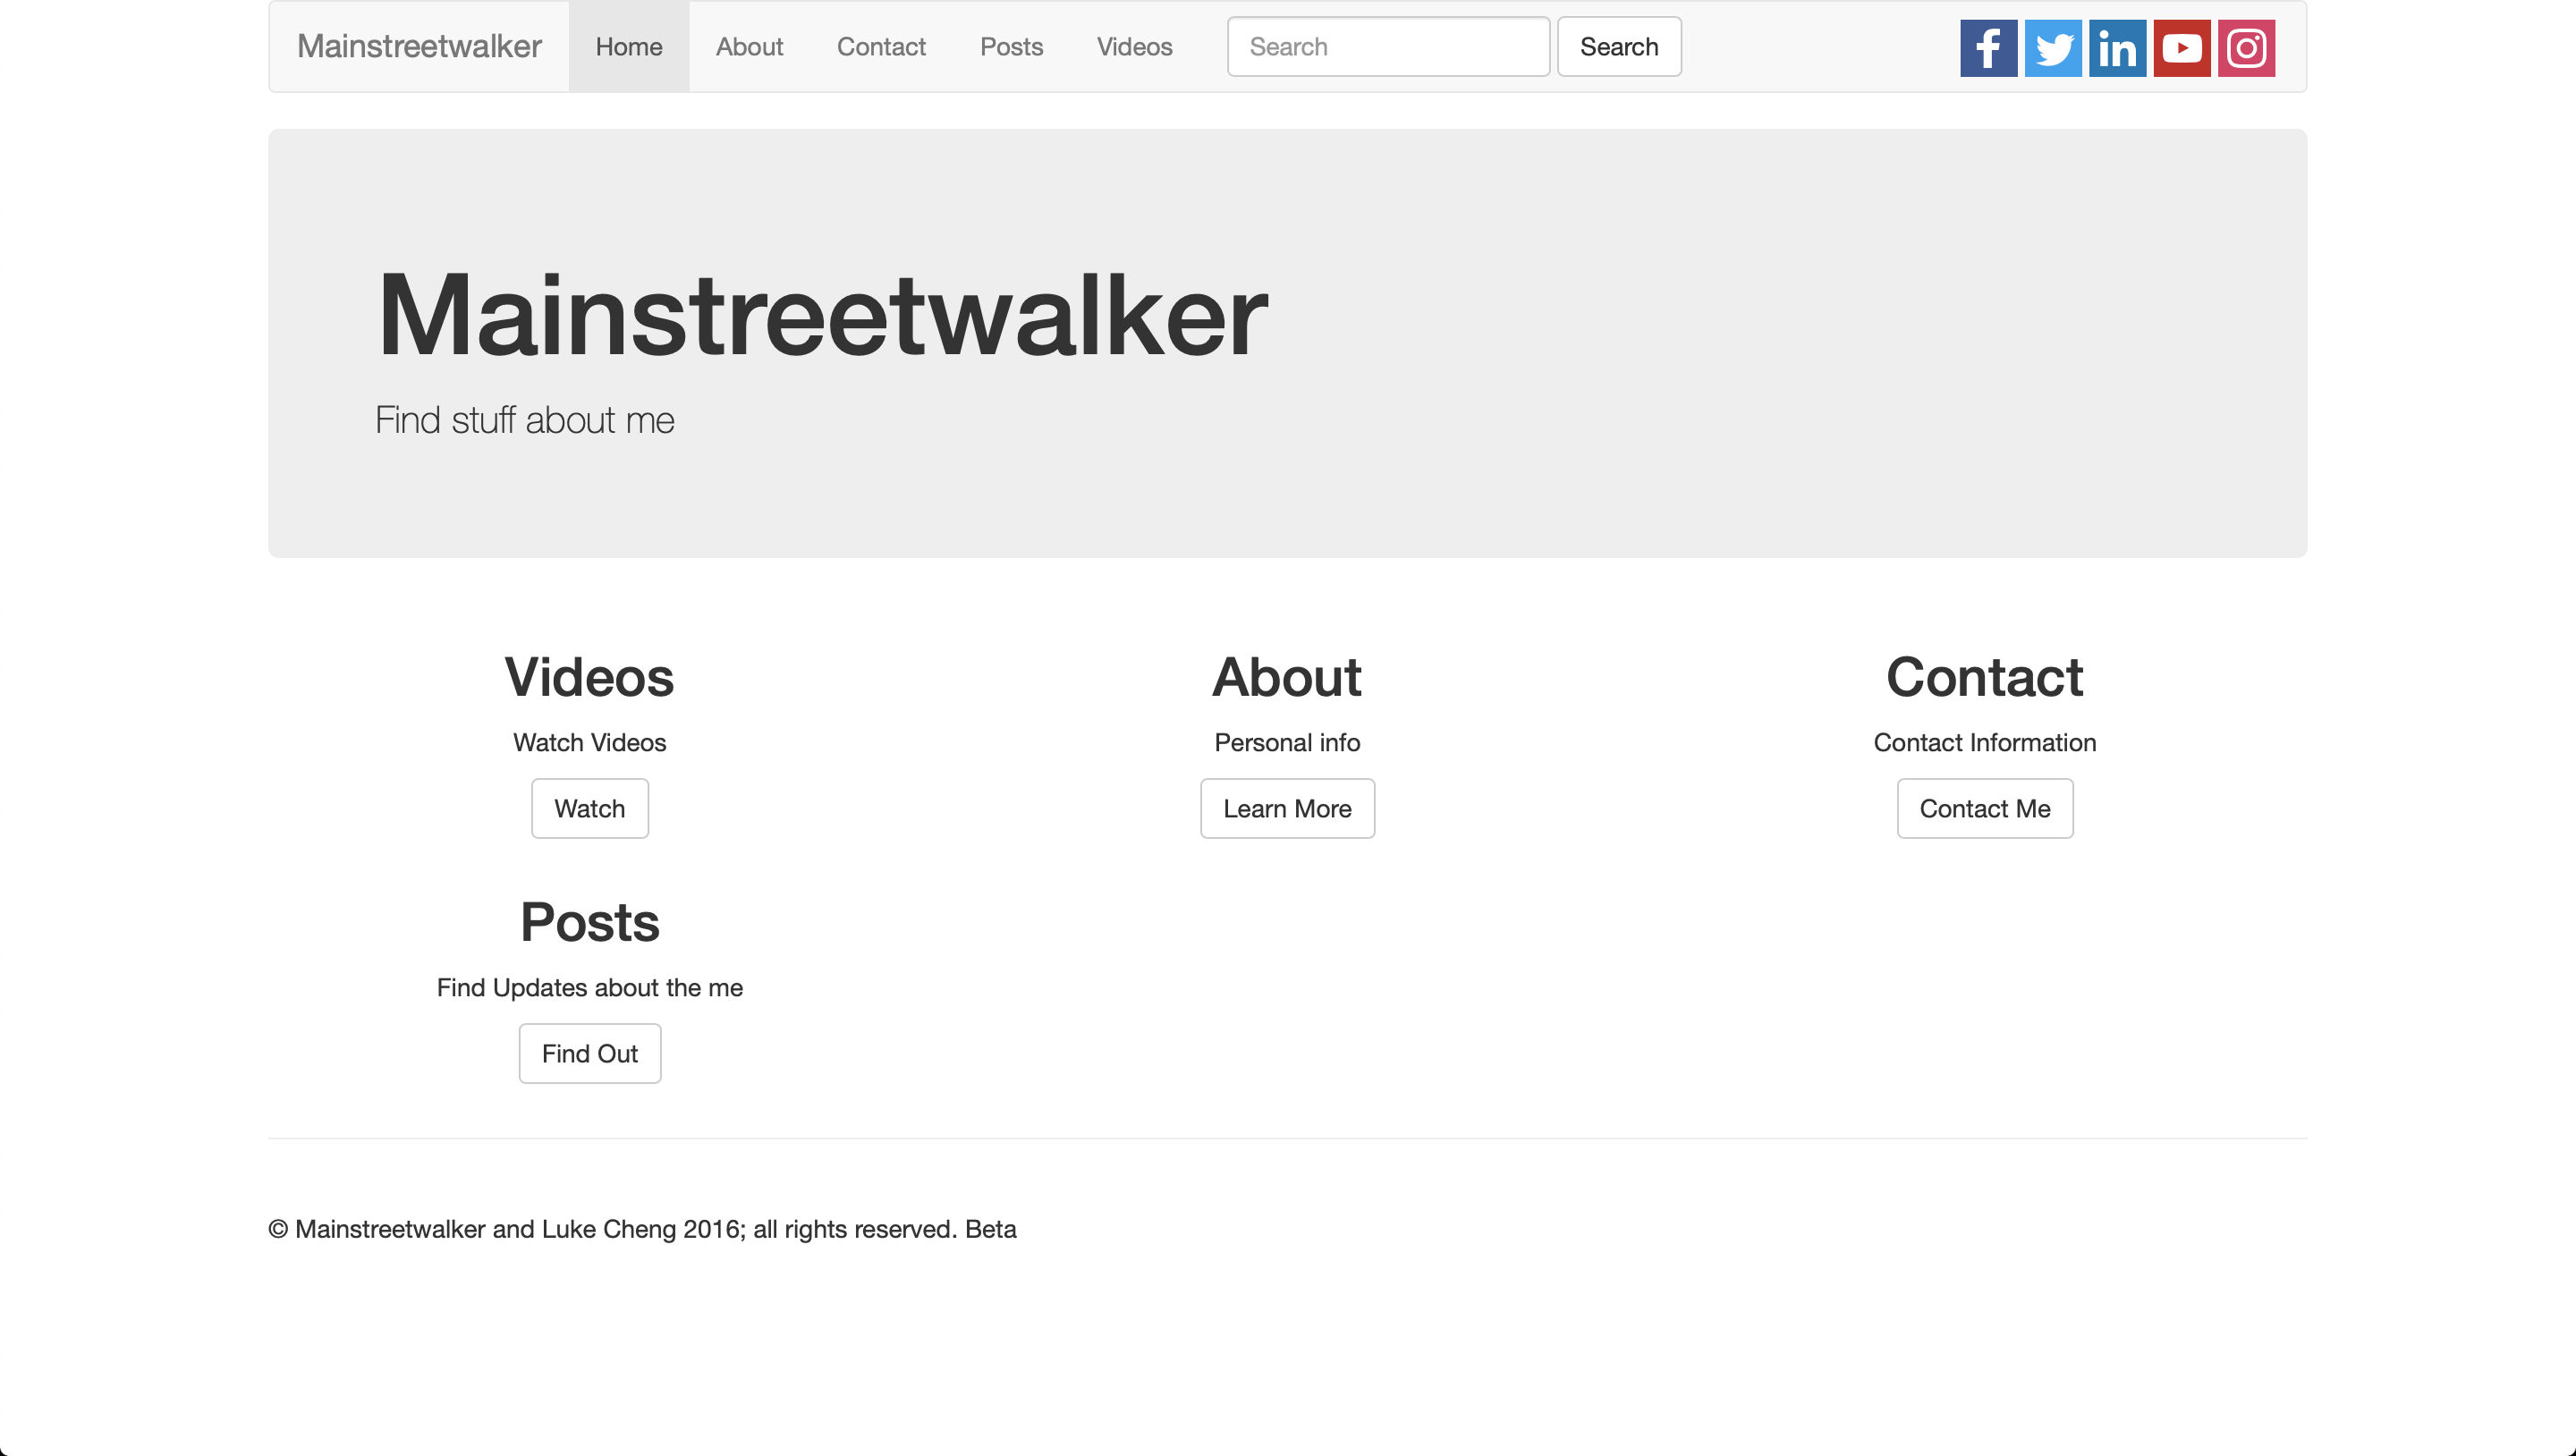 Mainstreetwalker Home About Contact Posts Videos Search Search
Mainstreetwalker
Find stuff about me
Videos About Contact
Watch Videos Personal info Contact Information
Watch Learn More Contact Me
Posts
Find Updates about the me
Find Out
© Mainstreetwalker and Luke Cheng 2016; all rights reserved. Beta